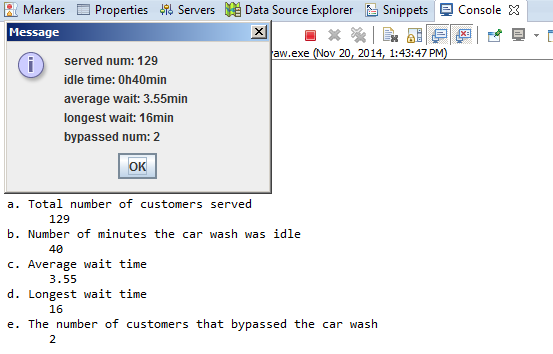 Markers Properties Servers Data Source Explorer Snippets Console
Message
vaw.exe (Nov 20, 2014, 1:43:47 PM)
served num: 129
idle time: 0h40min
average wait: 3.55min
longest wait: 16min
bypassed num: 2
OK
a. Total number of customers served
129
b. Number of minutes the car wash was idle
40
c. Average wait time
3.55
d. Longest wait time
16
e. The number of customers that bypassed the car wash
2